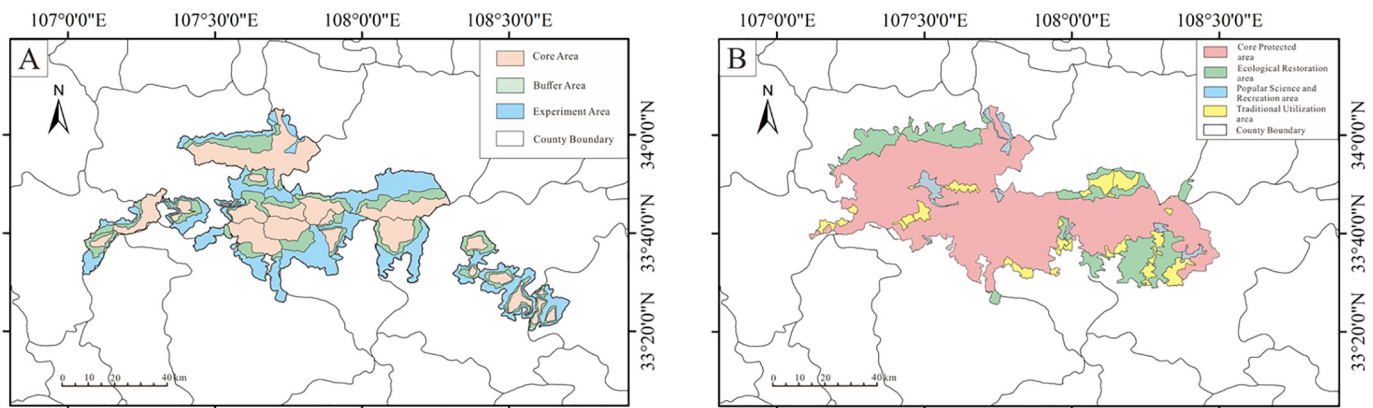 107°0'0"E 107°30'0"E 108°0'0"E 108°30'0"E
A
N
Core Area
Buffer Area
Experiment Area
County Boundary
34°0'0"N
33°40'0"N
33°20'0"N
0 10 20 40 km
107°0'0"E 107°30'0"E 108°0'0"E 108°30'0"E
B
N
Core Protected
area
Ecological Restoration
area
Popular Science and
Recreation area
Traditional Utilization
area
County Boundary
34°0'0"N
33°40'0"N
33°20'0"N
0 10 20 40 km